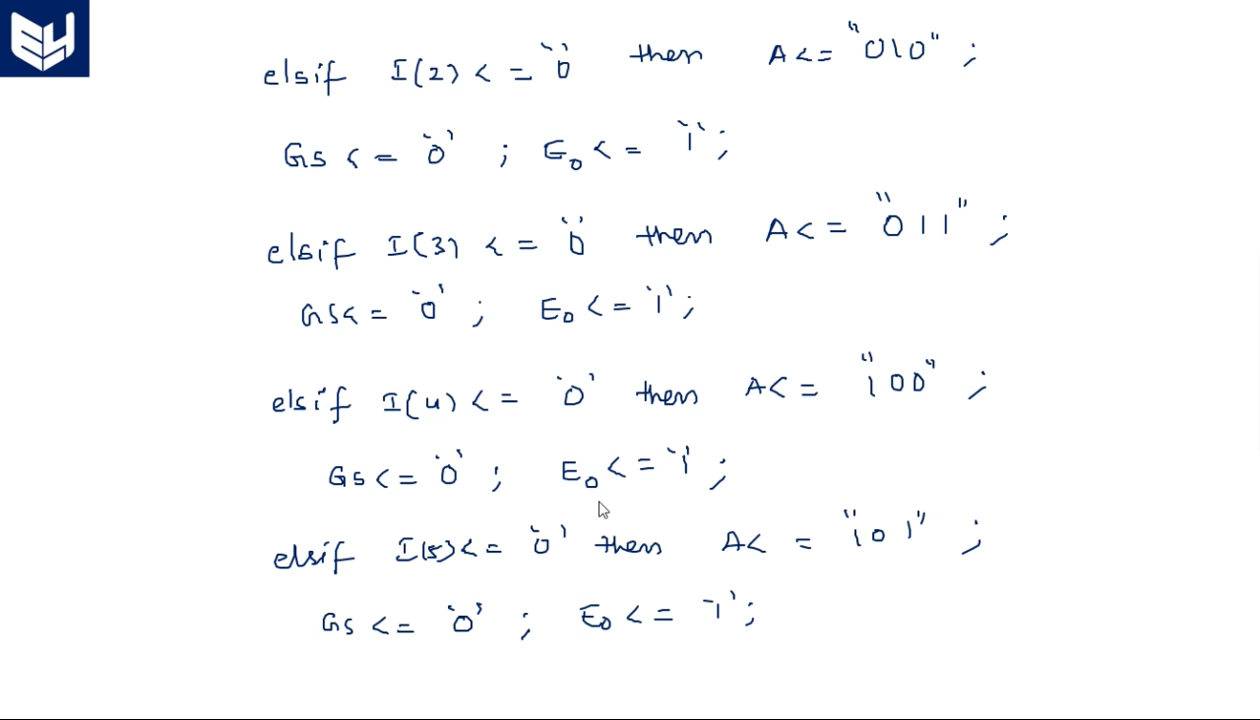 elsif I(2) <= '0' then A <= "010" ;
Gs <= '0' ; E0 <= '1' ;
elsif I(3) <= '0' then A <= "011" ;
Gs <= '0' ; E0 <= '1' ;
elsif I(4) <= '0' then A <= "100" ;
Gs <= '0' ; E0 <= '1' ;
elsif I(5) <= '0' then A <= "101" ;
Gs <= '0' ; E0 <= '1' ;